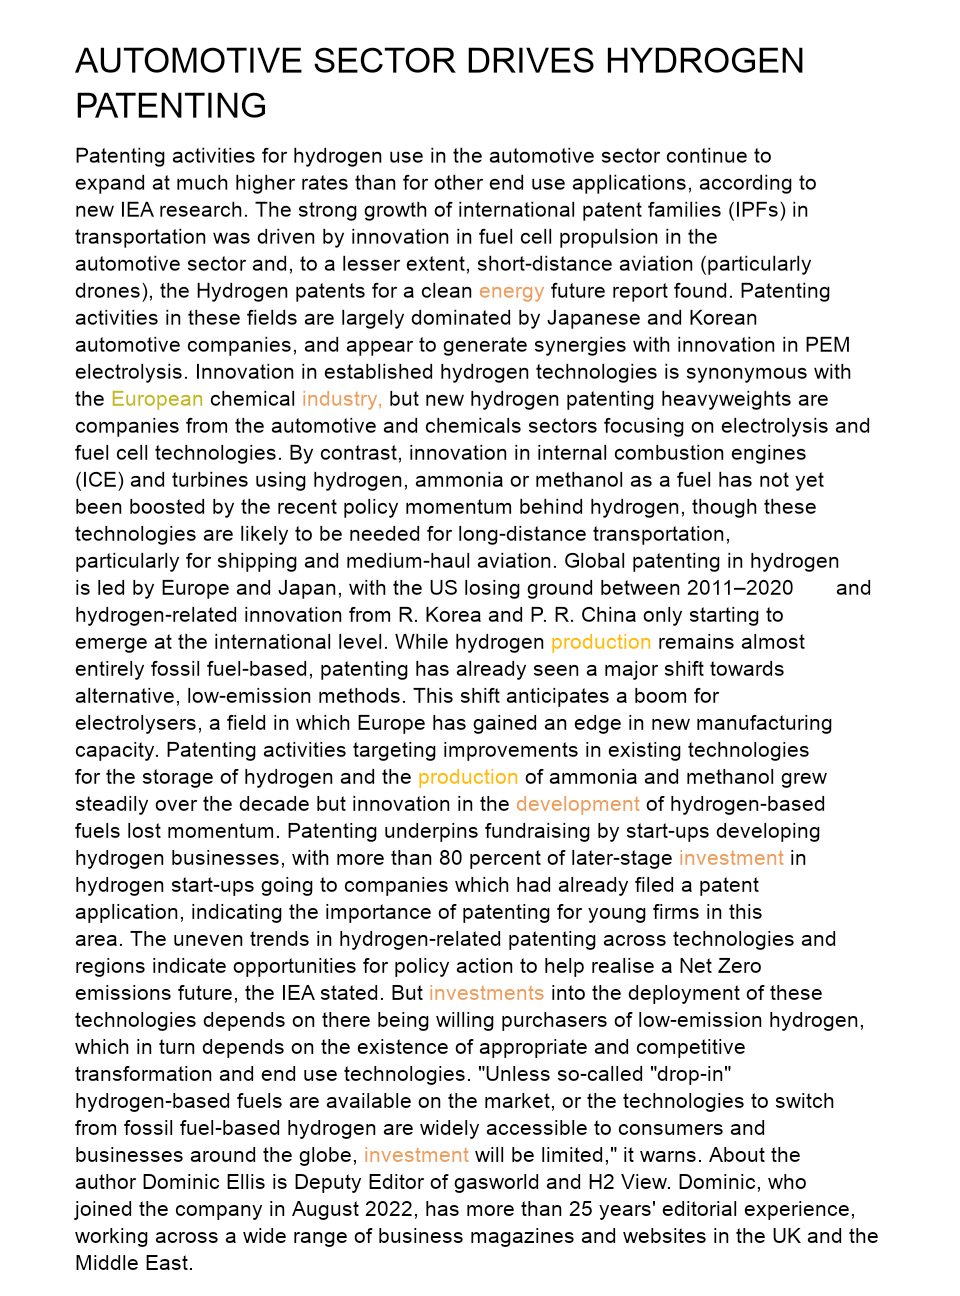 AUTOMOTIVE SECTOR DRIVES HYDROGEN
PATENTING
Patenting activities for hydrogen use in the automotive sector continue to
expand at much higher rates than for other end use applications, according to
new IEA research. The strong growth of international patent families (IPFs) in
transportation was driven by innovation in fuel cell propulsion in the
automotive sector and, to a lesser extent, short-distance aviation (particularly
drones), the Hydrogen patents for a clean energy future report found. Patenting
activities in these fields are largely dominated by Japanese and Korean
automotive companies, and appear to generate synergies with innovation in PEM
electrolysis. Innovation in established hydrogen technologies is synonymous with
the European chemical industry, but new hydrogen patenting heavyweights are
companies from the automotive and chemicals sectors focusing on electrolysis and
fuel cell technologies. By contrast, innovation in internal combustion engines
(ICE) and turbines using hydrogen, ammonia or methanol as a fuel has not yet
been boosted by the recent policy momentum behind hydrogen, though these
technologies are likely to be needed for long-distance transportation,
particularly for shipping and medium-haul aviation. Global patenting in hydrogen
is led by Europe and Japan, with the US losing ground between 2011–2020 and
hydrogen-related innovation from R. Korea and P. R. China only starting to
emerge at the international level. While hydrogen production remains almost
entirely fossil fuel-based, patenting has already seen a major shift towards
alternative, low-emission methods. This shift anticipates a boom for
electrolysers, a field in which Europe has gained an edge in new manufacturing
capacity. Patenting activities targeting improvements in existing technologies
for the storage of hydrogen and the production of ammonia and methanol grew
steadily over the decade but innovation in the development of hydrogen-based
fuels lost momentum. Patenting underpins fundraising by start-ups developing
hydrogen businesses, with more than 80 percent of later-stage investment in
hydrogen start-ups going to companies which had already filed a patent
application, indicating the importance of patenting for young firms in this
area. The uneven trends in hydrogen-related patenting across technologies and
regions indicate opportunities for policy action to help realise a Net Zero
emissions future, the IEA stated. But investments into the deployment of these
technologies depends on there being willing purchasers of low-emission hydrogen,
which in turn depends on the existence of appropriate and competitive
transformation and end use technologies. "Unless so-called "drop-in"
hydrogen-based fuels are available on the market, or the technologies to switch
from fossil fuel-based hydrogen are widely accessible to consumers and
businesses around the globe, investment will be limited," it warns. About the
author Dominic Ellis is Deputy Editor of gasworld and H2 View. Dominic, who
joined the company in August 2022, has more than 25 years' editorial experience,
working across a wide range of business magazines and websites in the UK and the
Middle East.